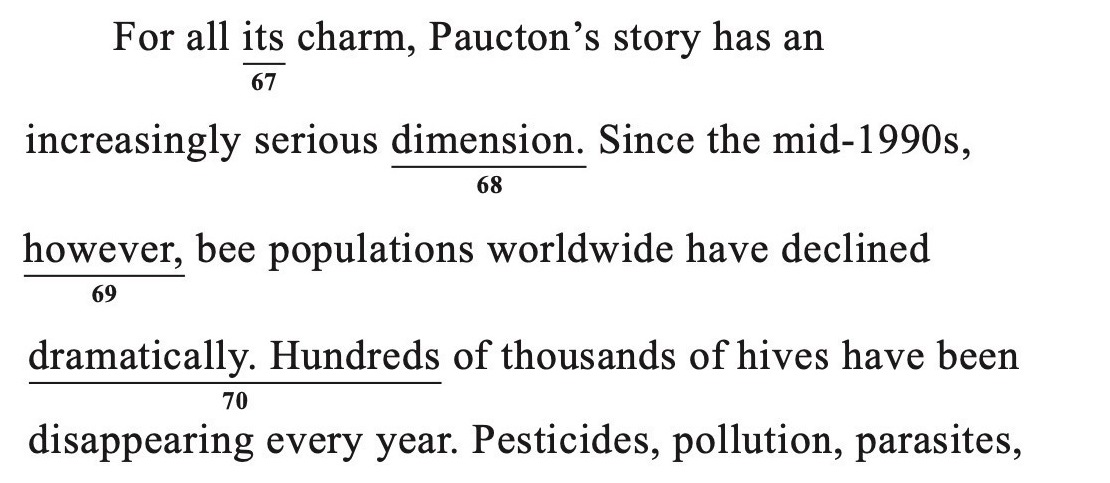 For all its charm, Paucton’s story has an
67
increasingly serious dimension. Since the mid-1990s,
68
however, bee populations worldwide have declined
69
dramatically. Hundreds of thousands of hives have been
70
disappearing every year. Pesticides, pollution, parasites,